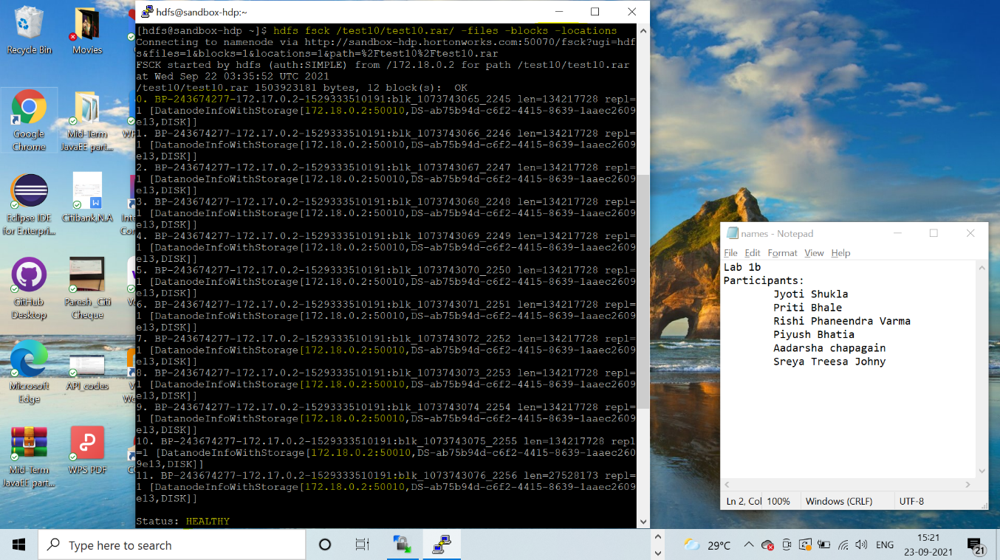 Recycle Bin
Movies
Google
Chrome
Mid-Term
JavaEE part...
Eclipse IDE
for Enterpri...
Citibank,N.A
GitHub
Desktop
Paresh _Citi
Cheque
Microsoft
Edge
API_codes
Mid-Term
JavaEE part...
WPS PDF
hdfs@sandbox-hdp:~
[hdfs@sandbox-hdp ~]$ hdfs fsck /test10/test10.rar/ -files -blocks -locations
Connecting to namenode via http://sandbox-hdp.hortonworks.com:50070/fsck?ugi=hdf
s&files=1&blocks=1&locations=1&path=%2Ftest10%2Ftest10.rar
FSCK started by hdfs (auth:SIMPLE) from /172.18.0.2 for path /test10/test10.rar
at Wed Sep 22 03:35:52 UTC 2021
/test10/test10.rar 1503923181 bytes, 12 block(s):  OK
0. BP-243674277-172.17.0.2-1529333510191:blk_1073743065_2245 len=134217728 repl=
1 [DatanodeInfoWithStorage[172.18.0.2:50010,DS-ab75b94d-c6f2-4415-8639-1aaec2609
e13,DISK]]
1. BP-243674277-172.17.0.2-1529333510191:blk_1073743066_2246 len=134217728 repl=
1 [DatanodeInfoWithStorage[172.18.0.2:50010,DS-ab75b94d-c6f2-4415-8639-1aaec2609
e13,DISK]]
2. BP-243674277-172.17.0.2-1529333510191:blk_1073743067_2247 len=134217728 repl=
1 [DatanodeInfoWithStorage[172.18.0.2:50010,DS-ab75b94d-c6f2-4415-8639-1aaec2609
e13,DISK]]
3. BP-243674277-172.17.0.2-1529333510191:blk_1073743068_2248 len=134217728 repl=
1 [DatanodeInfoWithStorage[172.18.0.2:50010,DS-ab75b94d-c6f2-4415-8639-1aaec2609
e13,DISK]]
4. BP-243674277-172.17.0.2-1529333510191:blk_1073743069_2249 len=134217728 repl=
1 [DatanodeInfoWithStorage[172.18.0.2:50010,DS-ab75b94d-c6f2-4415-8639-1aaec2609
e13,DISK]]
5. BP-243674277-172.17.0.2-1529333510191:blk_1073743070_2250 len=134217728 repl=
1 [DatanodeInfoWithStorage[172.18.0.2:50010,DS-ab75b94d-c6f2-4415-8639-1aaec2609
e13,DISK]]
6. BP-243674277-172.17.0.2-1529333510191:blk_1073743071_2251 len=134217728 repl=
1 [DatanodeInfoWithStorage[172.18.0.2:50010,DS-ab75b94d-c6f2-4415-8639-1aaec2609
e13,DISK]]
7. BP-243674277-172.17.0.2-1529333510191:blk_1073743072_2252 len=134217728 repl=
1 [DatanodeInfoWithStorage[172.18.0.2:50010,DS-ab75b94d-c6f2-4415-8639-1aaec2609
e13,DISK]]
8. BP-243674277-172.17.0.2-1529333510191:blk_1073743073_2253 len=134217728 repl=
1 [DatanodeInfoWithStorage[172.18.0.2:50010,DS-ab75b94d-c6f2-4415-8639-1aaec2609
e13,DISK]]
9. BP-243674277-172.17.0.2-1529333510191:blk_1073743074_2254 len=134217728 repl=
1 [DatanodeInfoWithStorage[172.18.0.2:50010,DS-ab75b94d-c6f2-4415-8639-1aaec2609
e13,DISK]]
10. BP-243674277-172.17.0.2-1529333510191:blk_1073743075_2255 len=134217728 repl
=1 [DatanodeInfoWithStorage[172.18.0.2:50010,DS-ab75b94d-c6f2-4415-8639-1aaec260
9e13,DISK]]
11. BP-243674277-172.17.0.2-1529333510191:blk_1073743076_2256 len=27528173 repl=
1 [DatanodeInfoWithStorage[172.18.0.2:50010,DS-ab75b94d-c6f2-4415-8639-1aaec2609
e13,DISK]]
Status: HEALTHY
names - Notepad
File Edit Format View Help
Lab 1b
Participants:
Jyoti Shukla
Priti Bhale
Rishi Phaneendra Varma
Piyush Bhatia
Aadarsha chapagain
Sreya Treesa Johny
Ln 2, Col 100% Windows (CRLF) UTF-8
Type here to search
29°C
ENG
15:21
23-09-2021
21